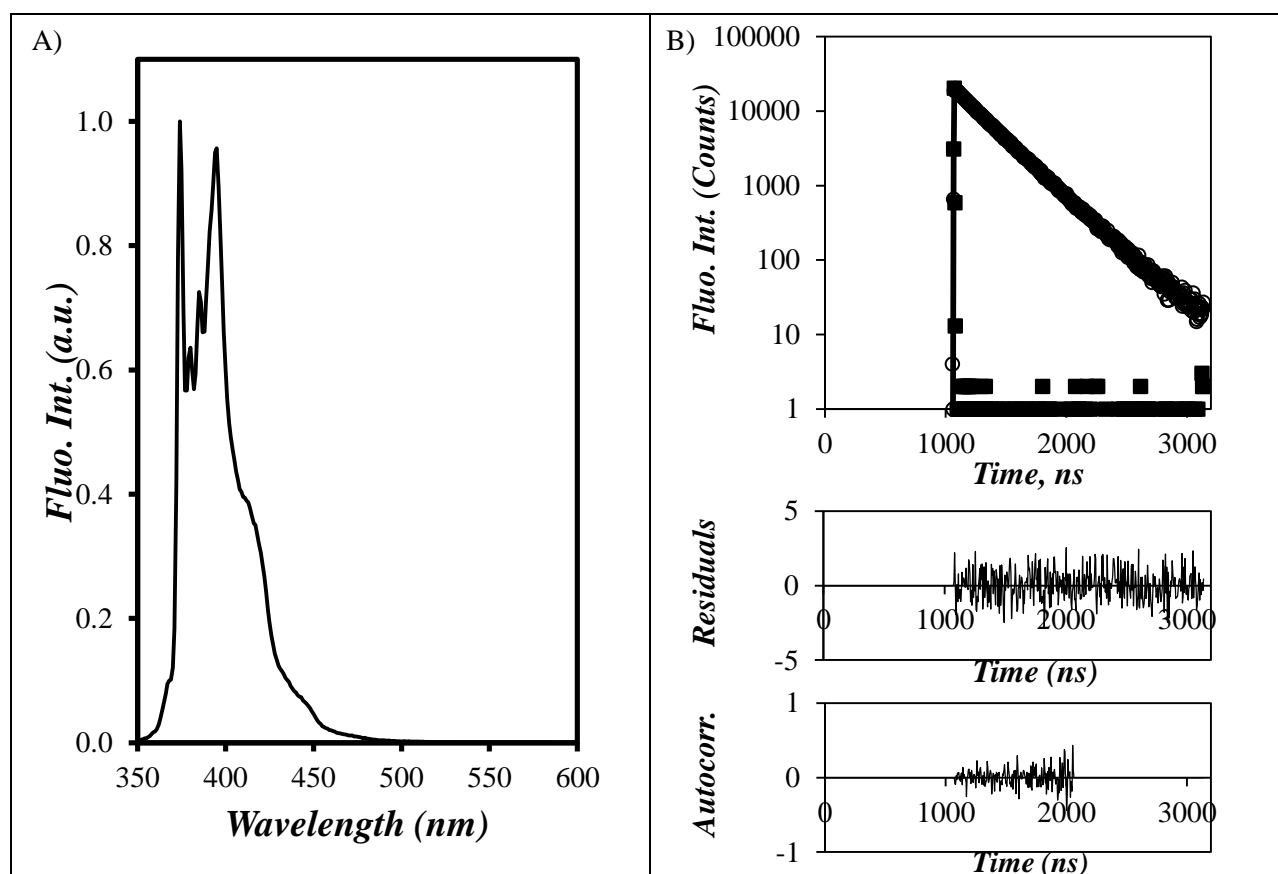 A)
Fluo. Int. (a.u.)
1.0
0.8
0.6
0.4
0.2
0.0
350 400 450 500 550 600
Wavelength (nm)
B)
Fluo. Int. (Counts)
100000
10000
1000
100
10
1
0 1000 2000 3000
Time, ns
Residuals
5
0
-5
0 1000 2000 3000
Time (ns)
Autocorr.
1
0
-1
0 1000 2000 3000
Time (ns)